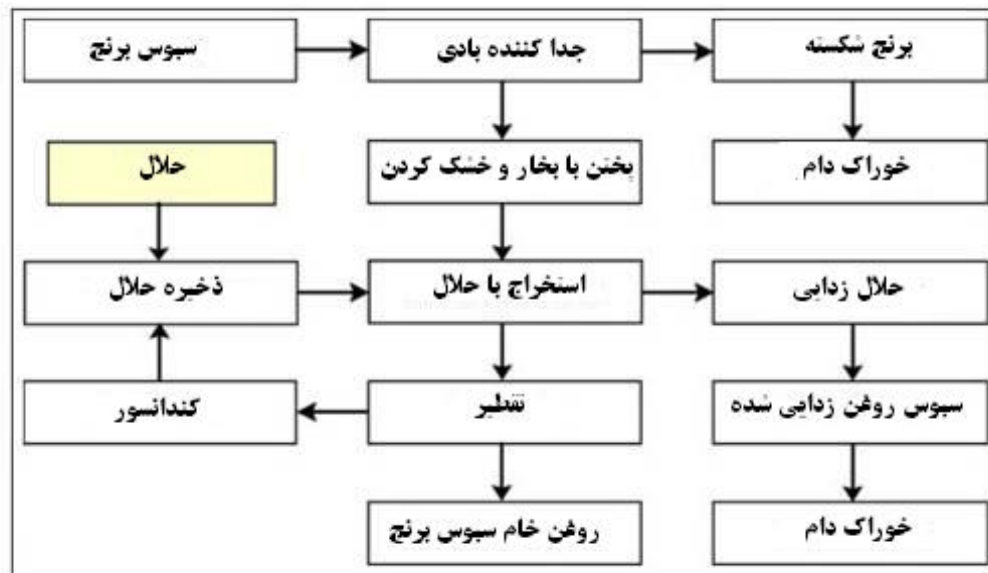 سبوس برنج
جدا کننده بادی
برنج شکسته
حلال
پختن با بخار و خشک کردن
خوراک دام
ذخیره حلال
استخراج با حلال
حلال زدایی
کندانسور
تقطیر
سبوس روغن زدایی شده
روغن خام سبوس برنج
خوراک دام